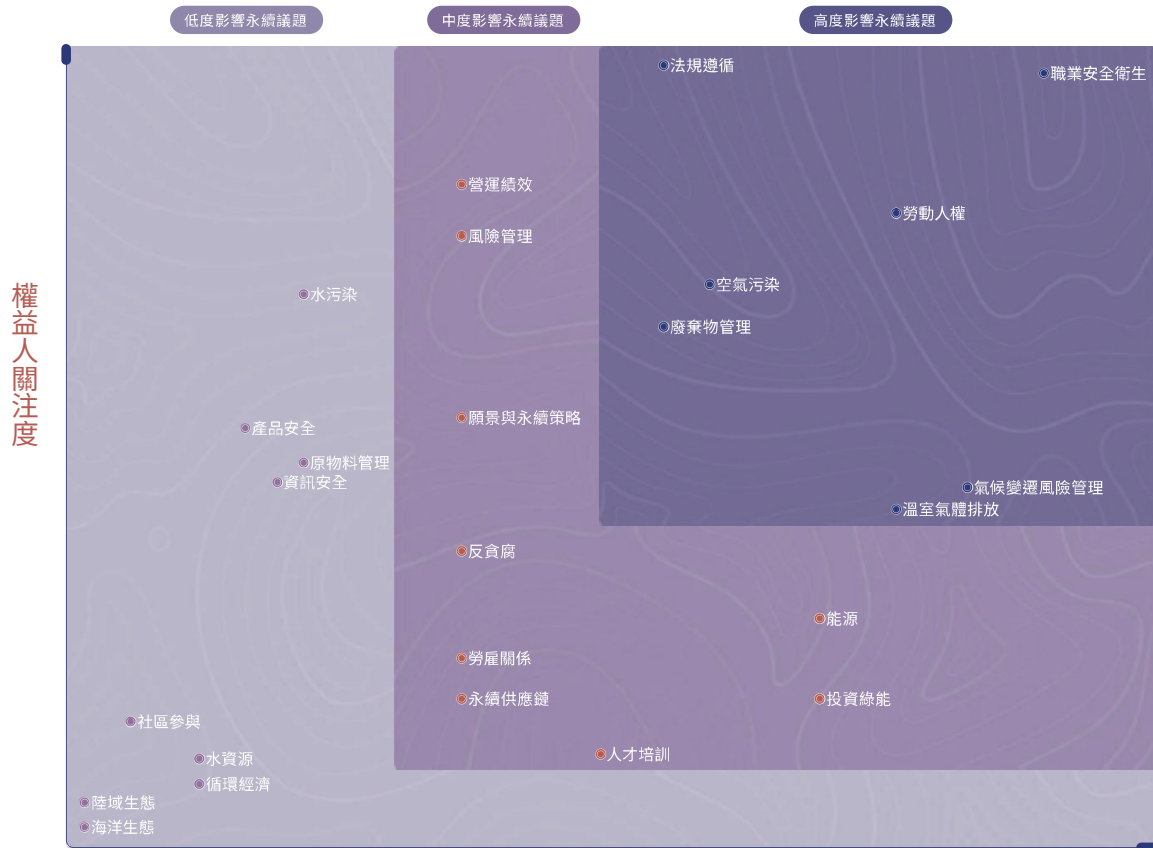 低度影響永續議題
中度影響永續議題
高度影響永續議題
權益人關注度
法規遵循
職業安全衛生
營運績效
勞動人權
風險管理
空氣污染
水污染
廢棄物管理
願景與永續策略
產品安全
原物料管理
資訊安全
氣候變遷風險管理
溫室氣體排放
反貪腐
能源
勞雇關係
永續供應鏈
投資綠能
社區參與
人才培訓
水資源
循環經濟
陸域生態
海洋生態